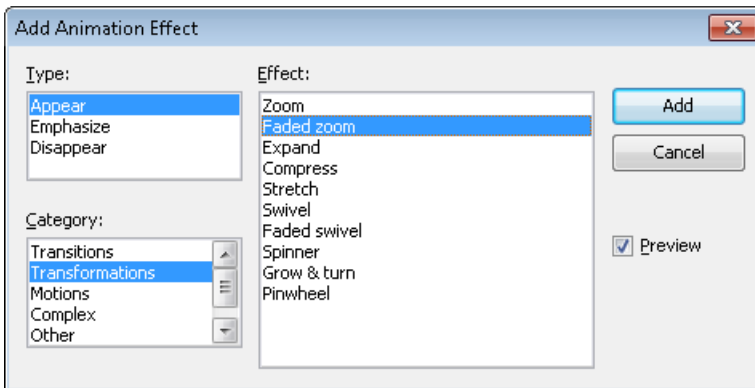 Add Animation Effect
Type:
Appear
Emphasize
Disappear
Category:
Transitions
Transformations
Motions
Complex
Other
Effect:
Zoom
Faded zoom
Expand
Compress
Stretch
Swivel
Faded swivel
Spinner
Grow & turn
Pinwheel
Add
Cancel
Preview